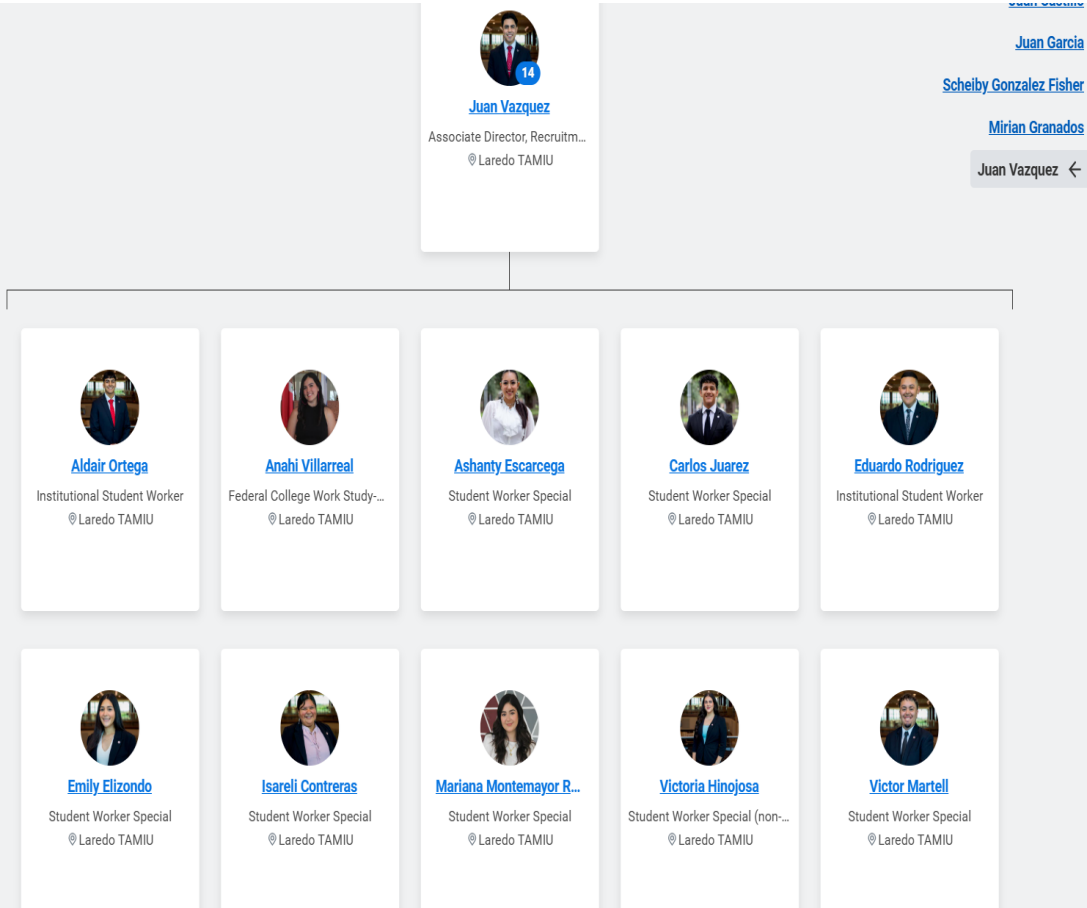 Juan Castillo
Juan Garcia
Scheiby Gonzalez Fisher
Mirian Granados
Juan Vazquez
14
Juan Vazquez
Associate Director, Recruitm...
Laredo TAMIU
Aldair Ortega
Institutional Student Worker
Laredo TAMIU
Anahi Villarreal
Federal College Work Study-...
Laredo TAMIU
Ashanty Escarcega
Student Worker Special
Laredo TAMIU
Carlos Juarez
Student Worker Special
Laredo TAMIU
Eduardo Rodriguez
Institutional Student Worker
Laredo TAMIU
Emily Elizondo
Student Worker Special
Laredo TAMIU
Isareli Contreras
Student Worker Special
Laredo TAMIU
Mariana Montemayor R...
Student Worker Special
Laredo TAMIU
Victoria Hinojosa
Student Worker Special (non-...
Laredo TAMIU
Victor Martell
Student Worker Special
Laredo TAMIU